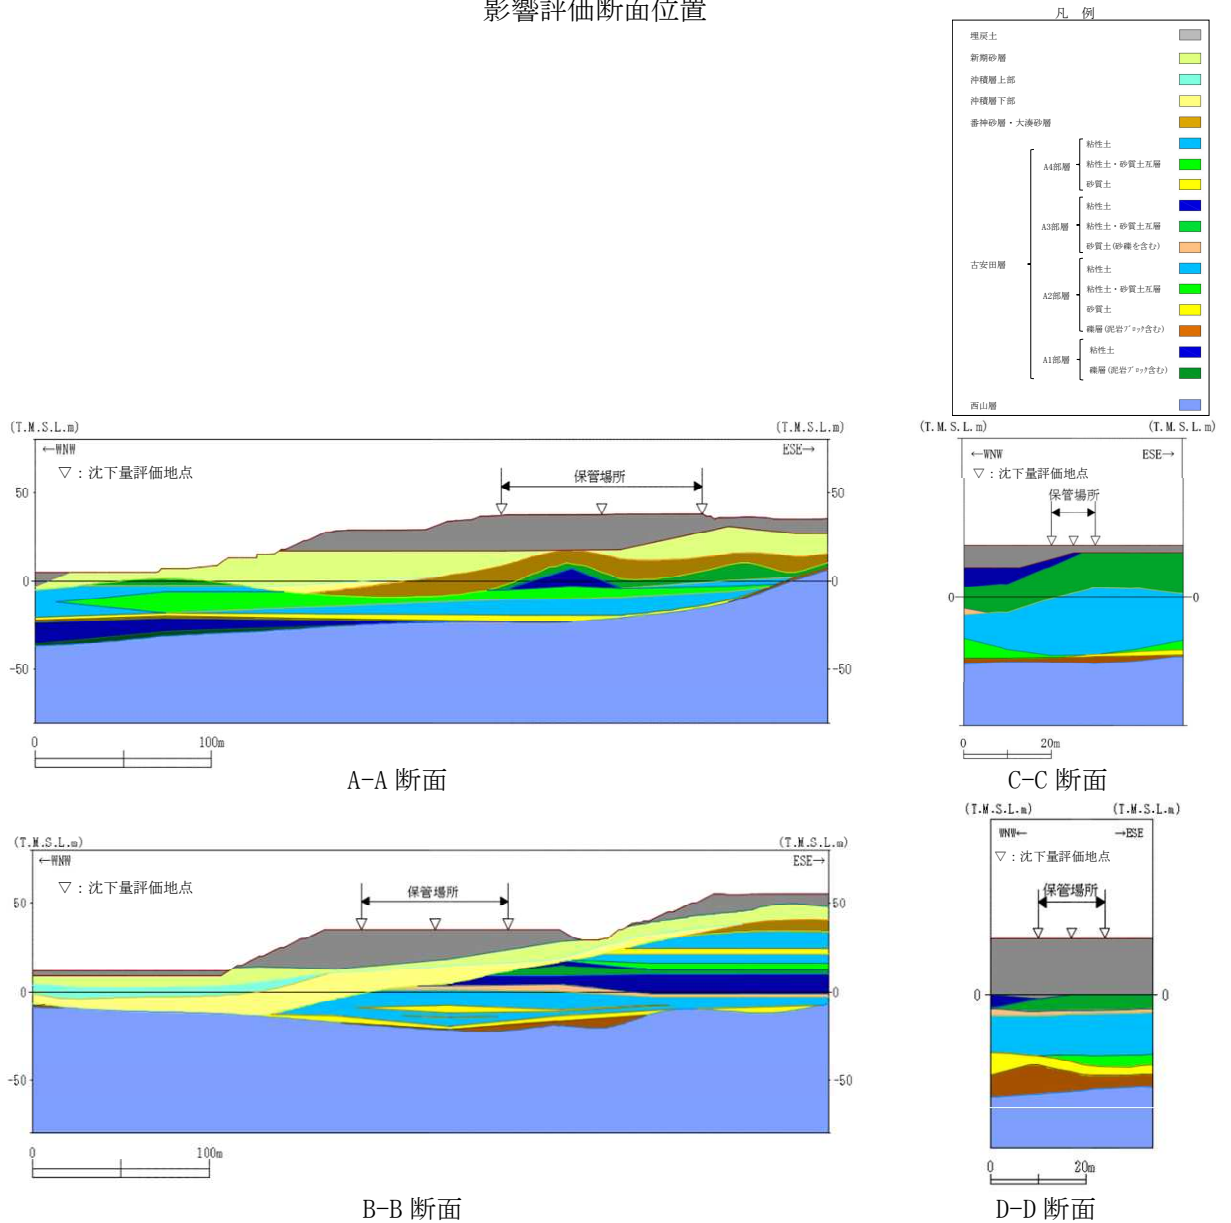 影響評価断面位置
凡 例
埋戻土
新期砂層
沖積層上部
沖積層下部
番神砂層・大湊砂層
古安田層
A4部層
粘性土
粘性土・砂質土互層
砂質土
A3部層
粘性土
粘性土・砂質土互層
砂質土(砂礫を含む)
A2部層
粘性土
粘性土・砂質土互層
砂質土
礫層(泥岩ブロック含む)
A1部層
粘性土
礫層(泥岩ブロック含む)
西山層
(T.M.S.L.m) (T.M.S.L.m)
←WNW ESE→
▽：沈下量評価地点
保管場所
50 50
0 0
-50 -50
0 100m
A-A 断面
(T.M.S.L.m) (T.M.S.L.m)
←WNW ESE→
▽：沈下量評価地点
保管場所
0 0
0 20m
C-C 断面
(T.M.S.L.m) (T.M.S.L.m)
←WNW ESE→
▽：沈下量評価地点
保管場所
50 50
0 0
-50 -50
0 100m
B-B 断面
(T.M.S.L.m) (T.M.S.L.m)
WNW← →ESE
▽：沈下量評価地点
保管場所
0 0
0 20m
D-D 断面